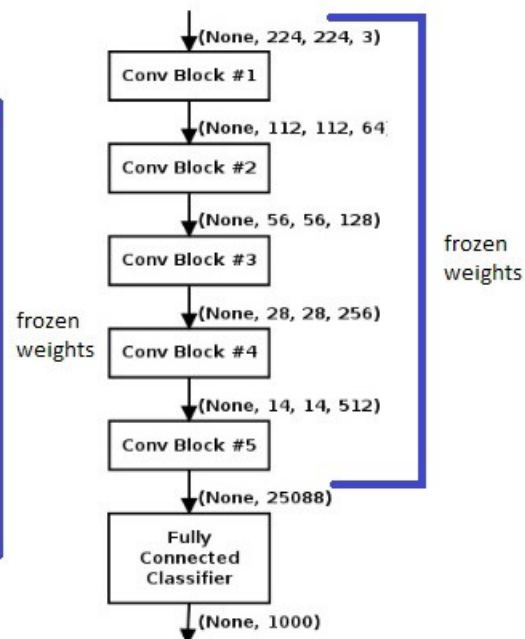 (None, 224, 224, 3)
Conv Block #1
(None, 112, 112, 64
Conv Block #2
(None, 56, 56, 128)
Conv Block #3
frozen
weights
(None, 28, 28, 256)
frozen
weights
Conv Block #4
(None, 14, 14, 512)
Conv Block #5
(None, 25088)
Fully
Connected
Classifier
(None, 1000)